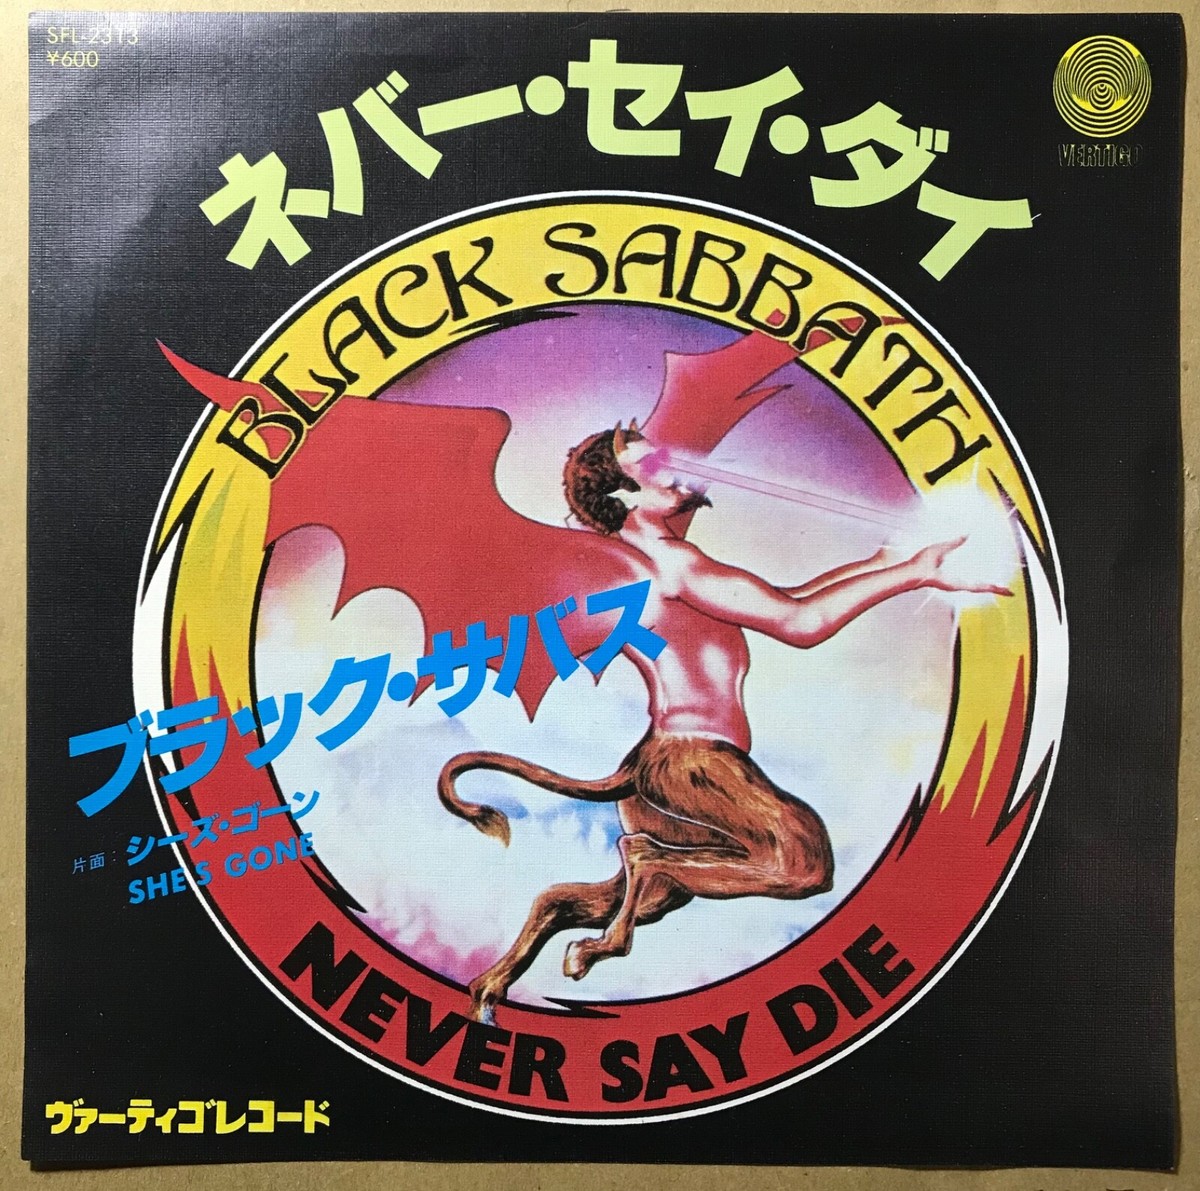 SFL-2313
¥600
ネバー・セイ・ダイ
VERTIGO
BLACK SABBATH
ブラック・サバス
片面：シーズ・ゴーン
SHE'S GONE
NEVER SAY DIE
ヴァーティゴレコード